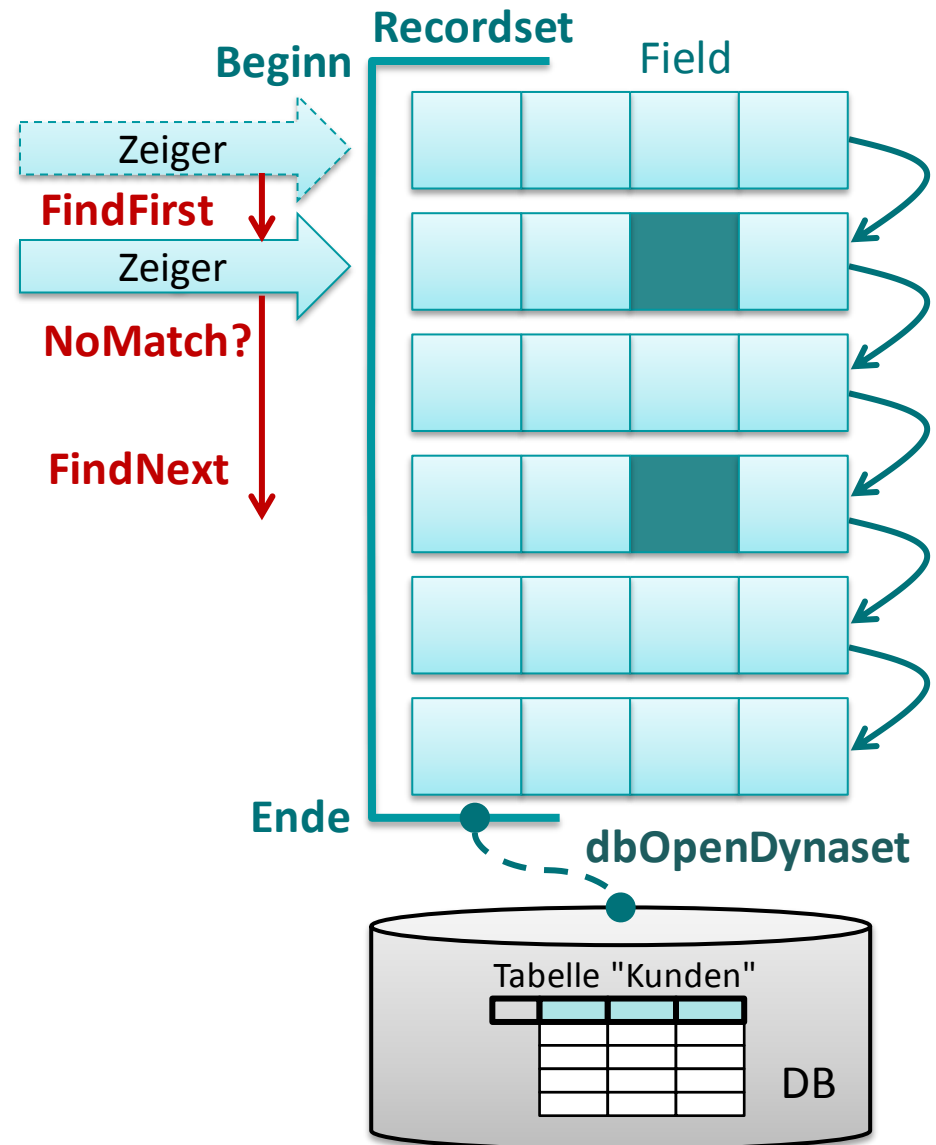 Recordset
Beginn
Field
Zeiger
FindFirst
Zeiger
NoMatch?
FindNext
Ende
dbOpenDynaset
Tabelle "Kunden"
DB